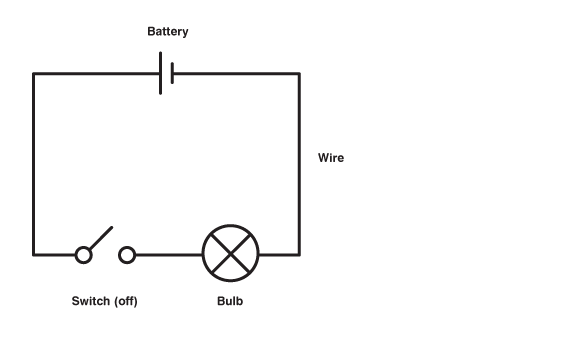 Battery
Wire
Switch (off)
Bulb